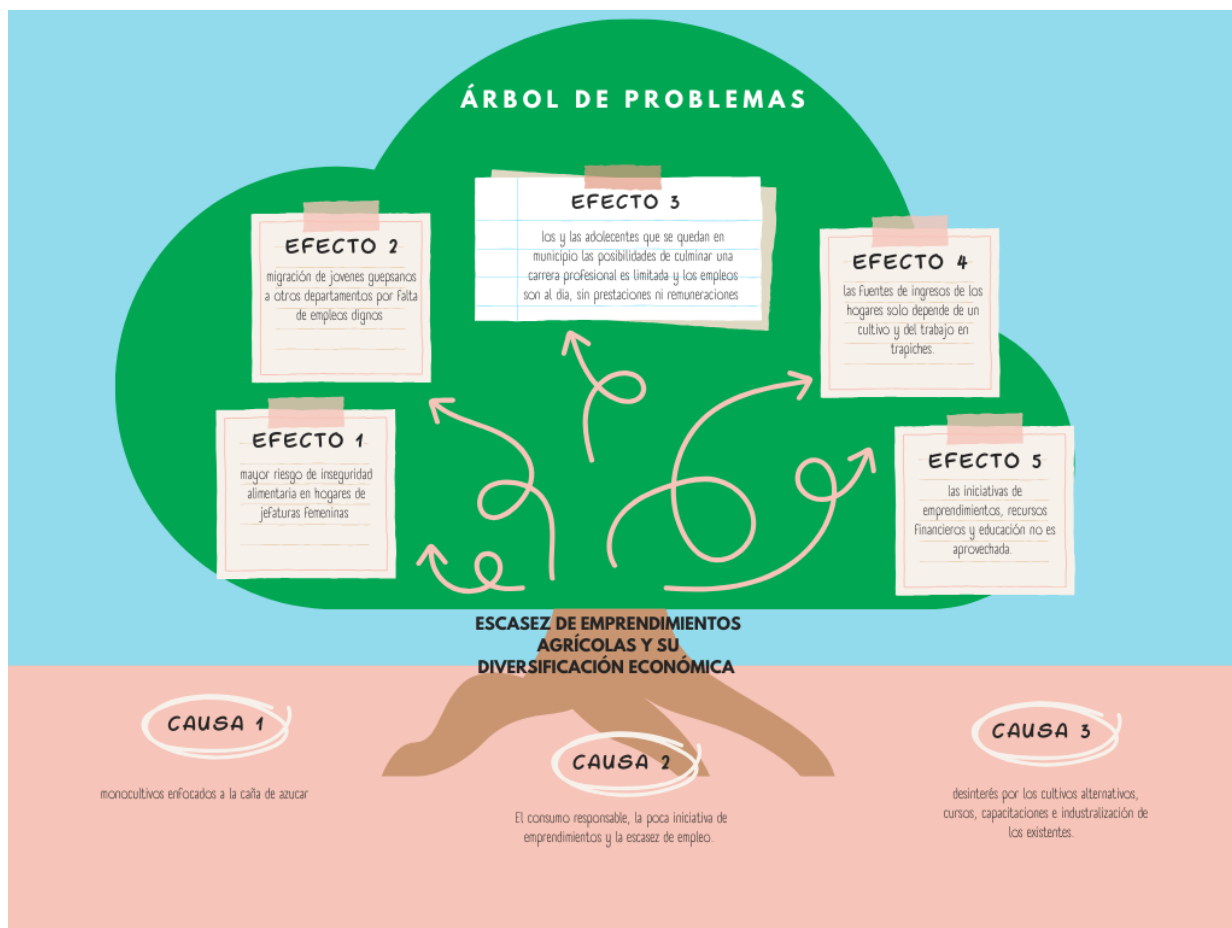 ÁRBOL DE PROBLEMAS
EFECTO 3
los y las adolecentes que se quedan en
municipio las posibilidades de culminar una
carrera profesional es limitada y los empleos
son al dia, sin prestaciones ni remuneraciones
EFECTO 2
migración de jovenes guepsanos
a otros departamentos por falta
de empleos dignos
EFECTO 4
las fuentes de ingresos de los
hogares solo depende de un
cultivo y del trabajo en
trapiches.
EFECTO 1
mayor riesgo de inseguridad
alimentaria en hogares de
jefaturas femeninas
EFECTO 5
las iniciativas de
emprendimientos, recursos
financieros y educación no es
aprovechada.
ESCASEZ DE EMPRENDIMIENTOS
AGRÍCOLAS Y SU
DIVERSIFICACIÓN ECONÓMICA
CAUSA 1
monocultivos enfocados a la caña de azucar
CAUSA 2
El consumo responsable, la poca iniciativa de
emprendimientos y la escasez de empleo.
CAUSA 3
desinterés por los cultivos alternativos,
cursos, capacitaciones e industralización de
los existentes.